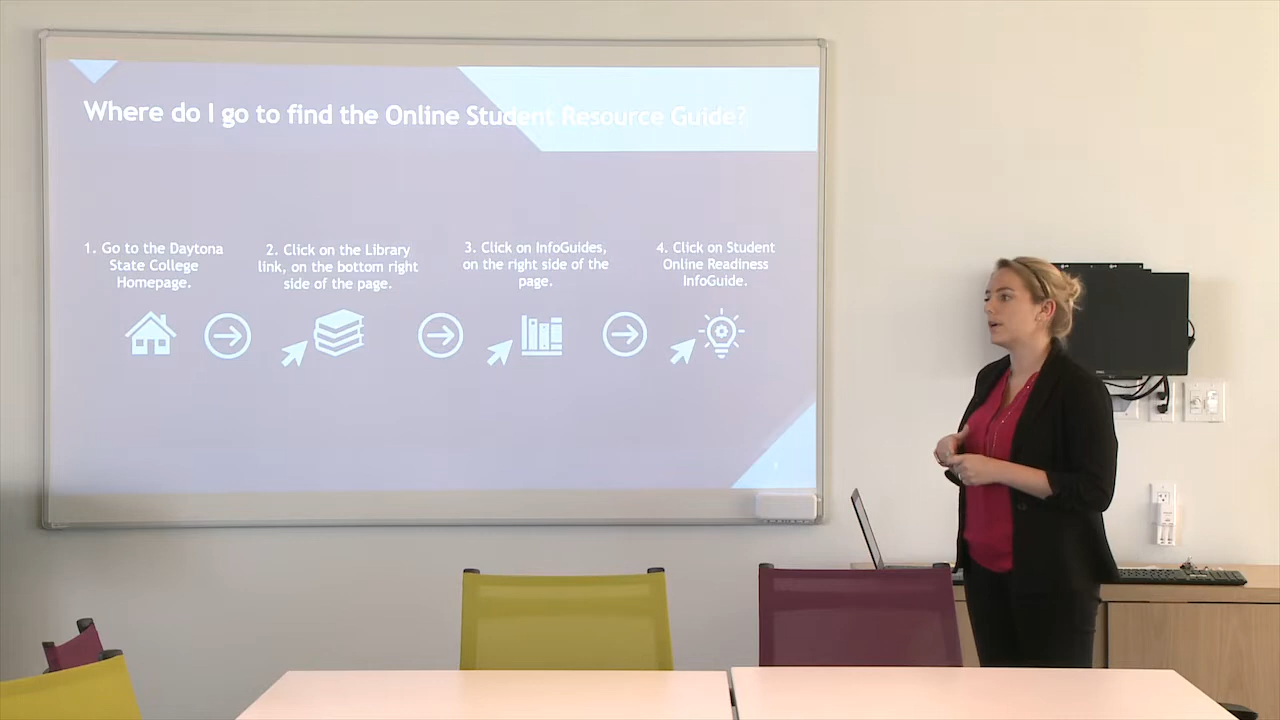 Where do I go to find the Online Student Resource Guide?
1. Go to the Daytona
State College
Homepage.
2. Click on the Library
link, on the bottom right
side of the page.
3. Click on InfoGuides,
on the right side of the
page.
4. Click on Student
Online Readiness
InfoGuide.